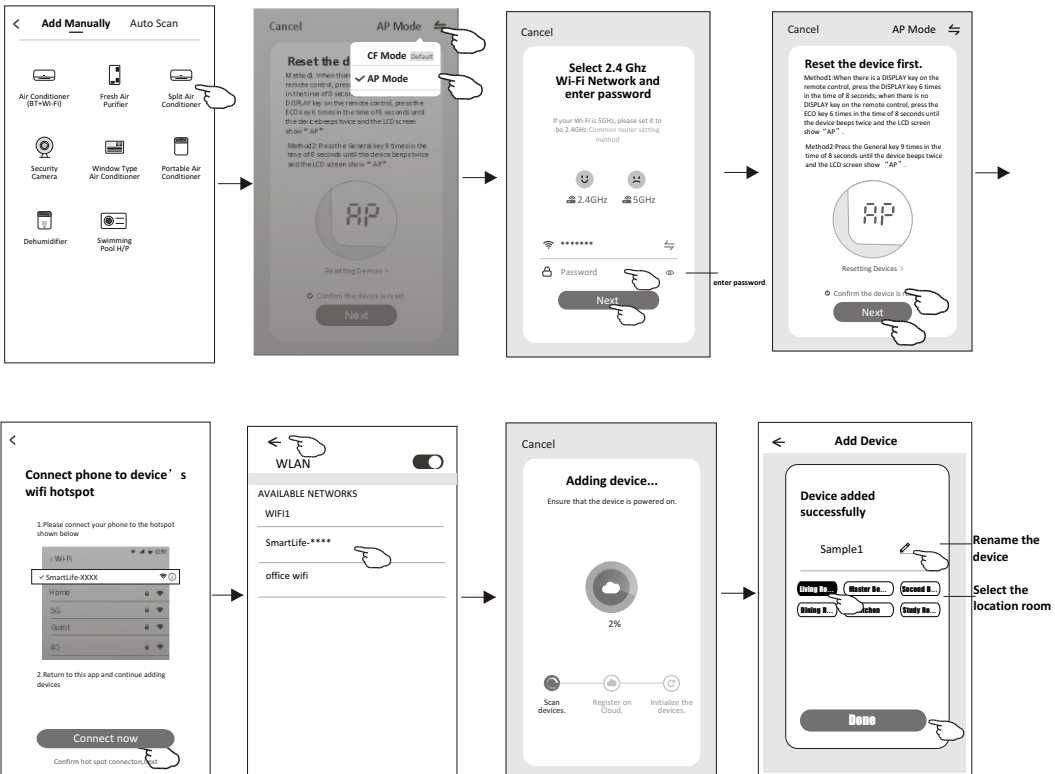 Add Manually Auto Scan
Air Conditioner
(BT+Wi-Fi)
Fresh Air
Purifier
Split Air
Conditioner
Security
Camera
Window Type
Air Conditioner
Portable Air
Conditioner
Dehumidifier
Swimming
Pool H/P
Cancel AP Mode
CF Mode Default
AP Mode
Reset the d
Method1:When then
remote control, press
in the time of 8 secon
DISPLAY key on the remote control, press the
ECO key 6 times in the time of 8 seconds until
the device beeps twice and the LCD screen
show "AP".
Method2:Press the General key 9 times in the
time of 8 seconds until the device beeps twice
and the LCD screen show "AP".
AP
Resetting Devices >
Confirm the device is reset.
Next
Cancel
Select 2.4 Ghz
Wi-Fi Network and
enter password
If your Wi-Fi is 5GHz, please set it to
bo 2.4GHz.Common router setting
method
2.4GHz 5GHz
*******
Password
enter password
Next
Cancel AP Mode
Reset the device first.
Method1:When there is a DISPLAY key on the
remote control, press the DISPLAY key 6 times
in the time of 8 seconds; when there is no
DISPLAY key on the remote control, press the
ECO key 6 times in the time of 8 seconds until
the device beeps twice and the LCD screen
show "AP".
Method2:Press the General key 9 times in the
time of 8 seconds until the device beeps twice
and the LCD screen show "AP".
AP
Resetting Devices >
Confirm the device is re
Next
Connect phone to device's
wifi hotspot
1.Please connect your phone to the hotspot
shown below
12:30
< Wi-Fi
SmartLife-XXXX
Home
5G
Guest
4G
2.Return to this app and continue adding
devices
Connect now
Confirm hot spot connecton,next
WLAN
AVAILABLE NETWORKS
WIFI1
SmartLife-****
office wifi
Cancel
Adding device...
Ensure that the device is powered on.
2%
Scan
devices.
Register on
Cloud.
Initialize the
devices.
Add Device
Device added
successfully
Sample1
Rename the
device
Living Ro... Master Ro... Second B...
Dining R... tchen Study Ro...
Select the
location room
Done